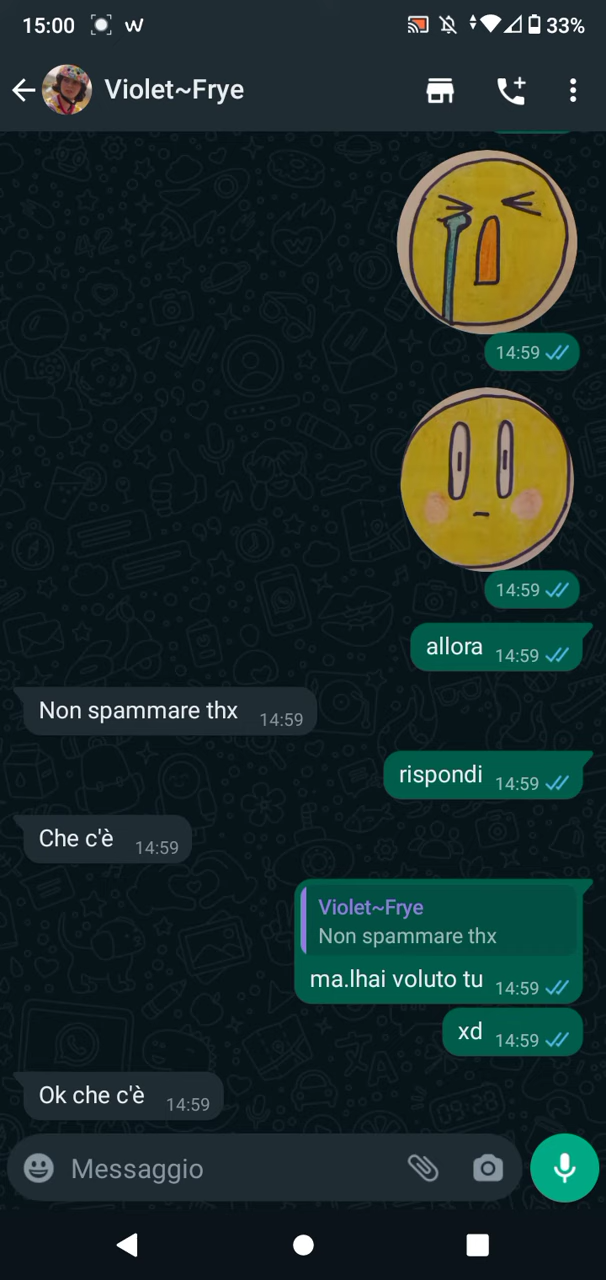 15:00 33%
Violet~Frye
14:59
14:59
allora 14:59
Non spammare thx 14:59
rispondi 14:59
Che c'è 14:59
Violet~Frye
Non spammare thx
ma.lhai voluto tu 14:59
xd 14:59
Ok che c'è 14:59
Messaggio